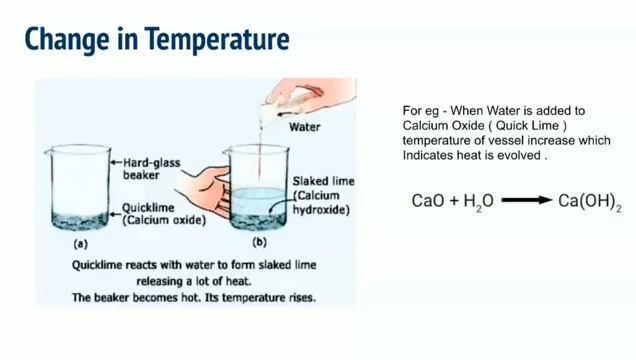 Change in Temperature
Water
Hard-glass
beaker
Quicklime
(Calcium oxide)
Slaked lime
(Calcium
hydroxide)
(a)
(b)
Quicklime reacts with water to form slaked lime
releasing a lot of heat.
The beaker becomes hot. Its temperature rises.
For eg - When Water is added to
Calcium Oxide ( Quick Lime )
temperature of vessel increase which
Indicates heat is evolved .
CaO + H₂O ⟶ Ca(OH)₂